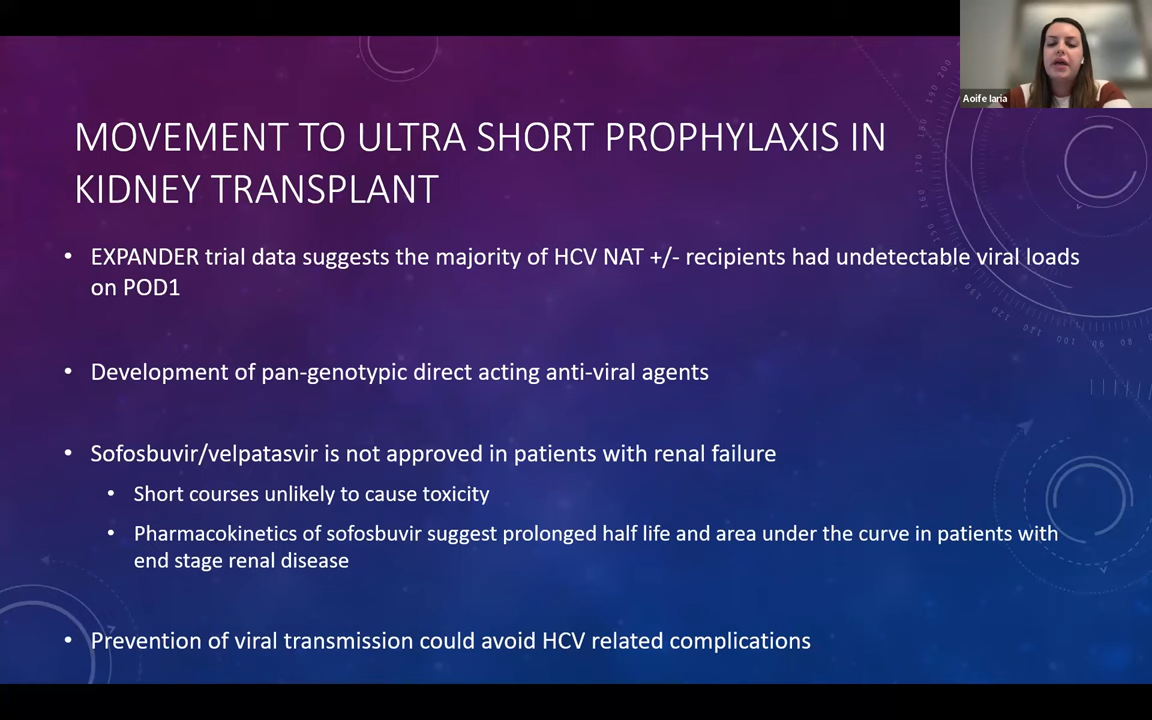 Aoife Iaria
MOVEMENT TO ULTRA SHORT PROPHYLAXIS IN
KIDNEY TRANSPLANT
• EXPANDER trial data suggests the majority of HCV NAT +/- recipients had undetectable viral loads
on POD1
• Development of pan-genotypic direct acting anti-viral agents
• Sofosbuvir/velpatasvir is not approved in patients with renal failure
• Short courses unlikely to cause toxicity
• Pharmacokinetics of sofosbuvir suggest prolonged half life and area under the curve in patients with
end stage renal disease
• Prevention of viral transmission could avoid HCV related complications